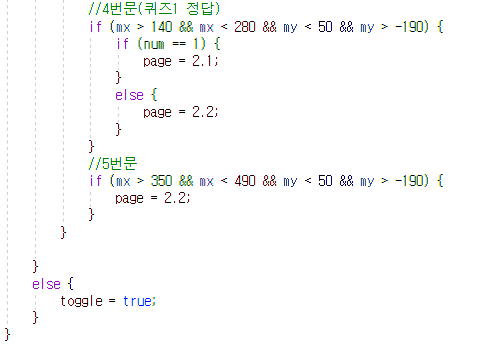 //4번문(퀴즈1 정답)
if (mx > 140 && mx < 280 && my < 50 && my > -190) {
if (num == 1) {
page = 2.1;
}
else {
page = 2.2;
}
}
//5번문
if (mx > 350 && mx < 490 && my < 50 && my > -190) {
page = 2.2;
}
}
}
else {
toggle = true;
}
}